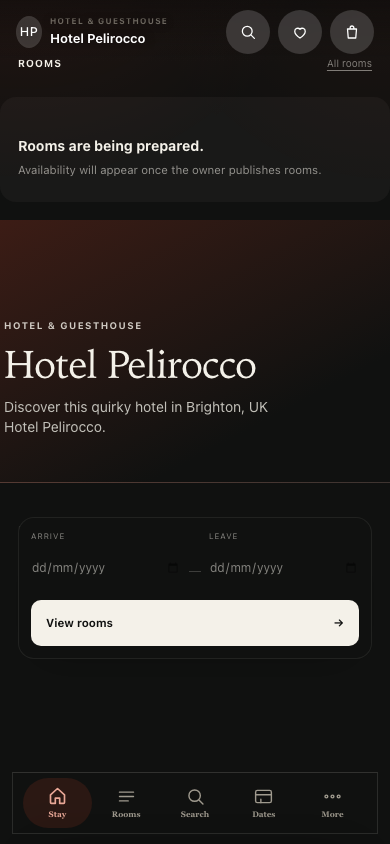 HP
HOTEL & GUESTHOUSE
Hotel Pelirocco
ROOMS
All rooms
Rooms are being prepared.
Availability will appear once the owner publishes rooms.
HOTEL & GUESTHOUSE
Hotel Pelirocco
Discover this quirky hotel in Brighton, UK
Hotel Pelirocco.
ARRIVE
LEAVE
dd/mm/yyyy — dd/mm/yyyy
View rooms →
Stay
Rooms
Search
Dates
More